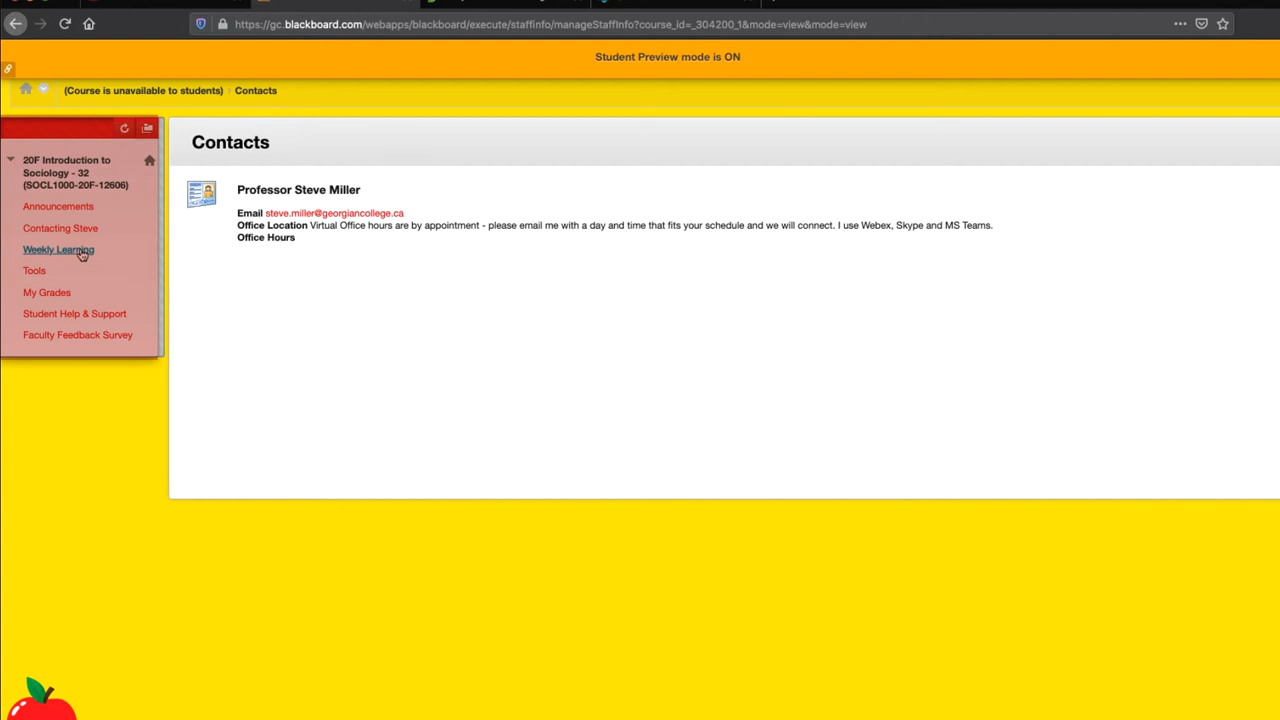 https://gc.blackboard.com/webapps/blackboard/execute/staffinfo/manageStaffInfo?course_id=_304200_1&mode=view&mode=view
Student Preview mode is ON
(Course is unavailable to students) Contacts
20F Introduction to
Sociology - 32
(SOCL1000-20F-12606)
Announcements
Contacting Steve
Weekly Learning
Tools
My Grades
Student Help & Support
Faculty Feedback Survey
Contacts
Professor Steve Miller
Email steve.miller@georgiancollege.ca
Office Location Virtual Office hours are by appointment - please email me with a day and time that fits your schedule and we will connect. I use Webex, Skype and MS Teams.
Office Hours